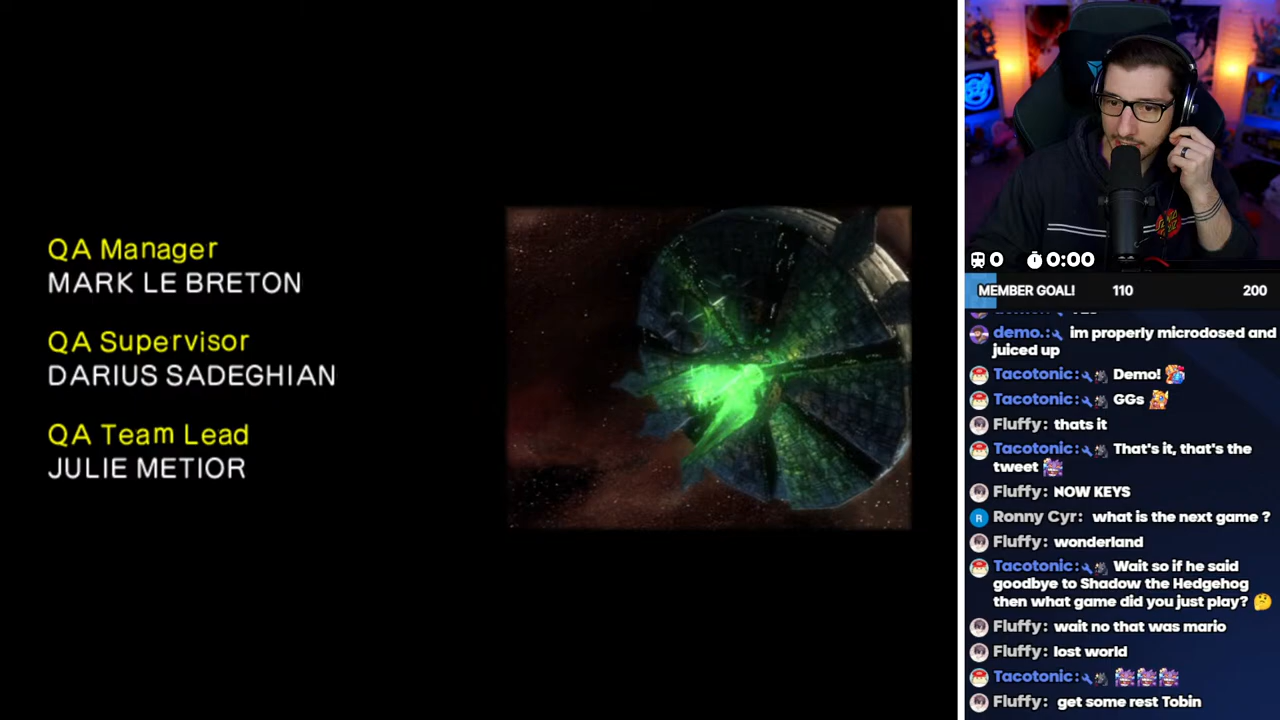 QA Manager
MARK LE BRETON
QA Supervisor
DARIUS SADEGHIAN
QA Team Lead
JULIE METIOR
0 0:00
MEMBER GOAL! 110 200
demo.: im properly microdosed and
juiced up
Tacotonic: Demo!
Tacotonic: GGs
Fluffy: thats it
Tacotonic: That's it, that's the
tweet
Fluffy: NOW KEYS
R Ronny Cyr: what is the next game ?
Fluffy: wonderland
Tacotonic: Wait so if he said
goodbye to Shadow the Hedgehog
then what game did you just play?
Fluffy: wait no that was mario
Fluffy: lost world
Tacotonic:
Fluffy: get some rest Tobin